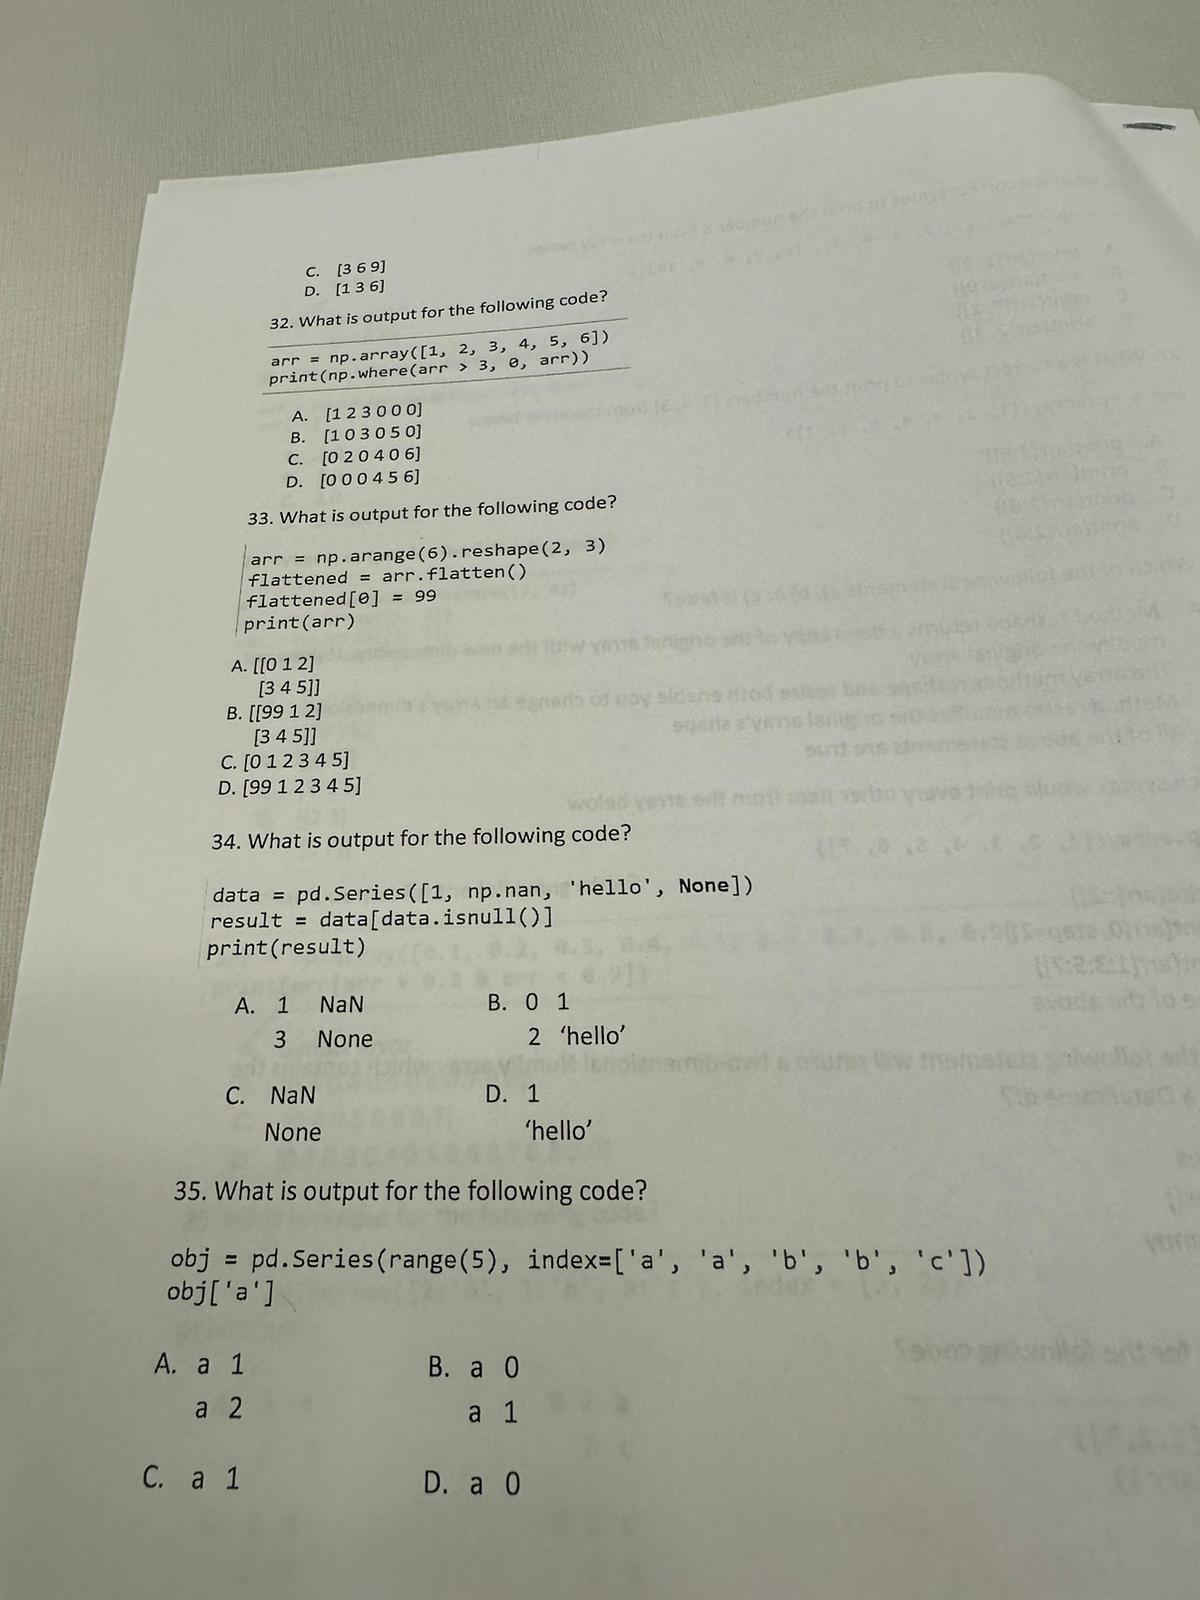 C. [3 6 9]
D. [1 3 6]
32. What is output for the following code?
arr = np.array([1, 2, 3, 4, 5, 6])
print(np.where(arr > 3, 0, arr))
A. [1 2 3 0 0 0]
B. [1 0 3 0 5 0]
C. [0 2 0 4 0 6]
D. [0 0 0 4 5 6]
33. What is output for the following code?
arr = np.arange(6).reshape(2, 3)
flattened = arr.flatten()
flattened[0] = 99
print(arr)
A. [[0 1 2]
[3 4 5]]
B. [[99 1 2]
[3 4 5]]
C. [0 1 2 3 4 5]
D. [99 1 2 3 4 5]
34. What is output for the following code?
data = pd.Series([1, np.nan, 'hello', None])
result = data[data.isnull()]
print(result)
A. 1 NaN B. 0 1
3 None 2 ‘hello’
C. NaN D. 1
None ‘hello’
35. What is output for the following code?
obj = pd.Series(range(5), index=['a', 'a', 'b', 'b', 'c'])
obj['a']
A. a 1 B. a 0
a 2 a 1
C. a 1 D. a 0